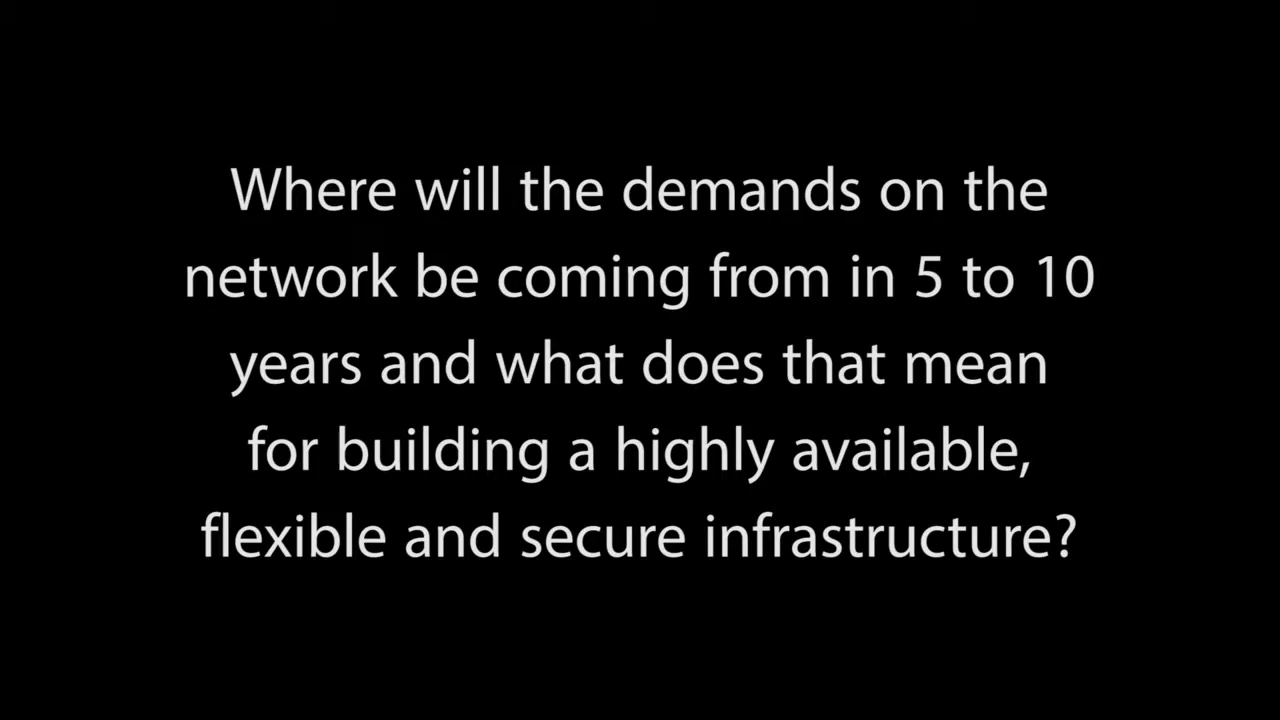 Where will the demands on the
network be coming from in 5 to 10
years and what does that mean
for building a highly available,
flexible and secure infrastructure?